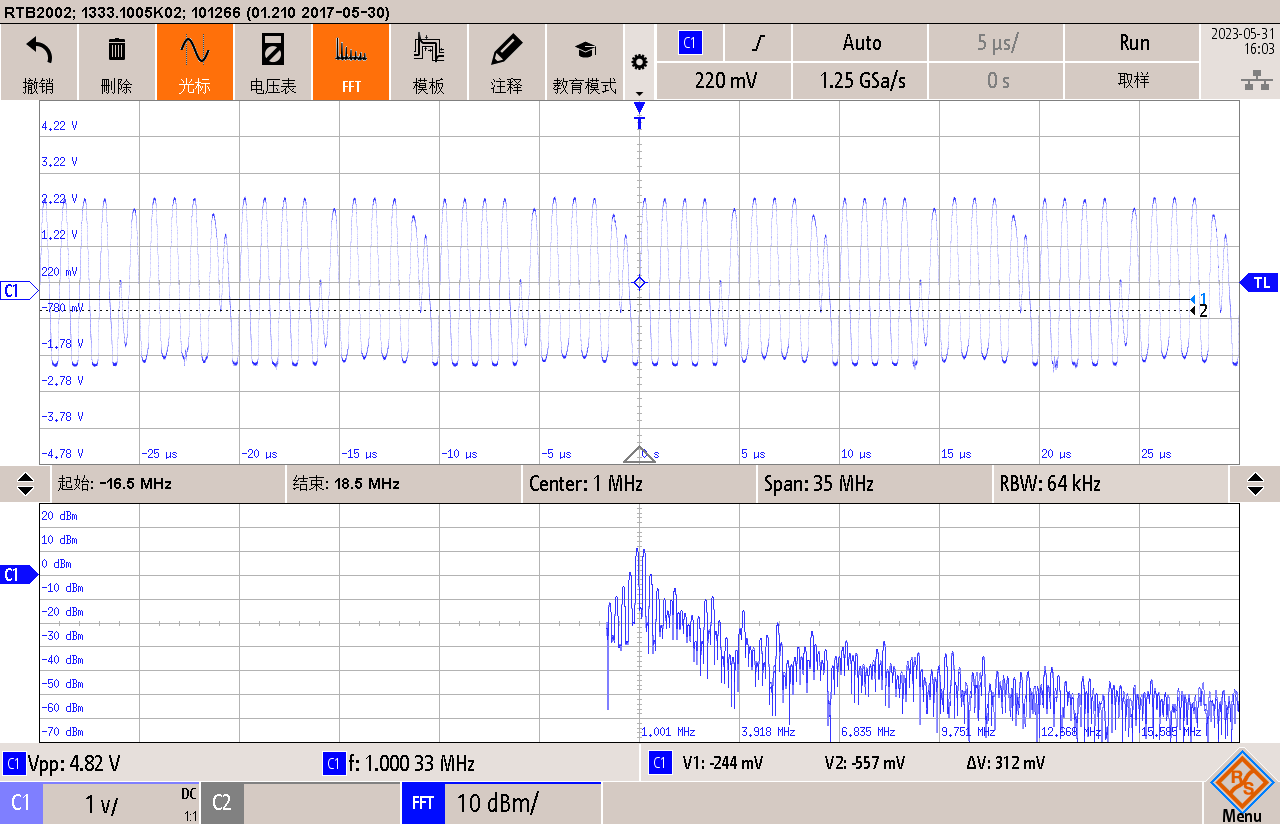 RTB2002; 1333.1005K02; 101266 (01.210 2017-05-30)
撤销 删除 光标 电压表 FFT 模板 注释 教育模式
C1 Auto 5 µs/ Run
220 mV 1.25 GSa/s 0 s 取样
2023-05-31
16:03
T
4.22 V
3.22 V
2.22 V
1.22 V
220 mV
TL
C1
1
-780 mV
2
-1.78 V
-2.78 V
-3.78 V
-4.78 V -25 µs -20 µs -15 µs -10 µs -5 µs 0 s 5 µs 10 µs 15 µs 20 µs 25 µs
起始: -16.5 MHz 结束: 18.5 MHz Center: 1 MHz Span: 35 MHz RBW: 64 kHz
20 dBm
10 dBm
0 dBm
C1
-10 dBm
-20 dBm
-30 dBm
-40 dBm
-50 dBm
-60 dBm
-70 dBm 1.001 MHz 3.918 MHz 6.835 MHz 9.751 MHz 12.668 MHz 15.585 MHz
C1 Vpp: 4.82 V C1 f: 1.000 33 MHz C1 V1: -244 mV V2: -557 mV ΔV: 312 mV
C1 1 v/ DC 1:1 C2 FFT 10 dBm/
R S
Menu